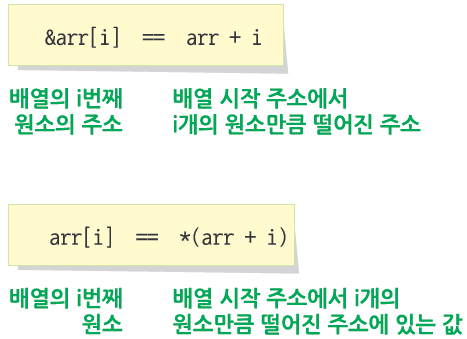 &arr[i] == arr + i
배열의 i번째 배열 시작 주소에서
원소의 주소 i개의 원소만큼 떨어진 주소
arr[i] == *(arr + i)
배열의 i번째 배열 시작 주소에서 i개의
원소 원소만큼 떨어진 주소에 있는 값